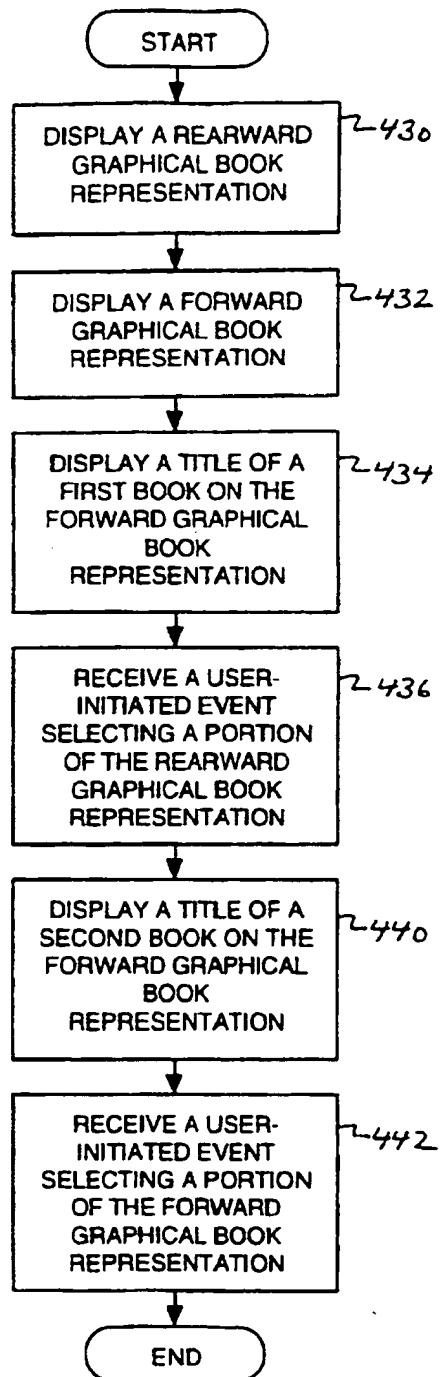 START
DISPLAY A REARWARD
GRAPHICAL BOOK
REPRESENTATION
430
DISPLAY A FORWARD
GRAPHICAL BOOK
REPRESENTATION
432
DISPLAY A TITLE OF A
FIRST BOOK ON THE
FORWARD GRAPHICAL
BOOK
REPRESENTATION
434
RECEIVE A USER-
INITIATED EVENT
SELECTING A PORTION
OF THE REARWARD
GRAPHICAL BOOK
REPRESENTATION
436
DISPLAY A TITLE OF A
SECOND BOOK ON THE
FORWARD GRAPHICAL
BOOK
REPRESENTATION
440
RECEIVE A USER-
INITIATED EVENT
SELECTING A PORTION
OF THE FORWARD
GRAPHICAL BOOK
REPRESENTATION
442
END